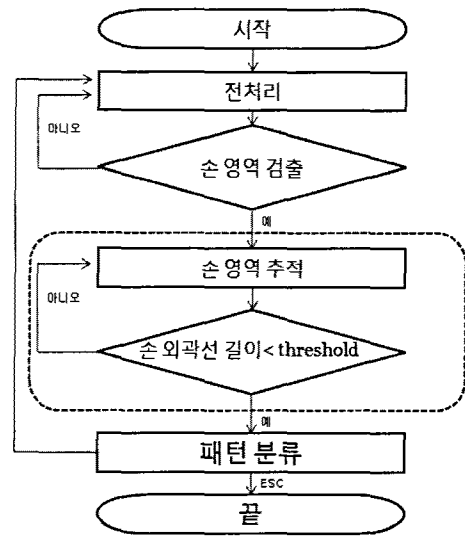 시작
전처리
아니오
손 영역 검출
예
손 영역 추적
아니오
손 외곽선 길이< threshold
예
패턴 분류
ESC
끝